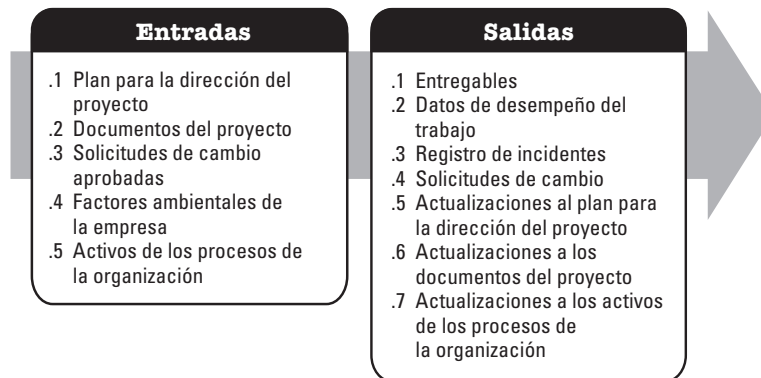 Entradas
.1 Plan para la dirección del
proyecto
.2 Documentos del proyecto
.3 Solicitudes de cambio
aprobadas
.4 Factores ambientales de
la empresa
.5 Activos de los procesos de
la organización
Salidas
.1 Entregables
.2 Datos de desempeño del
trabajo
.3 Registro de incidentes
.4 Solicitudes de cambio
.5 Actualizaciones al plan para
la dirección del proyecto
.6 Actualizaciones a los
documentos del proyecto
.7 Actualizaciones a los activos
de los procesos de
la organización